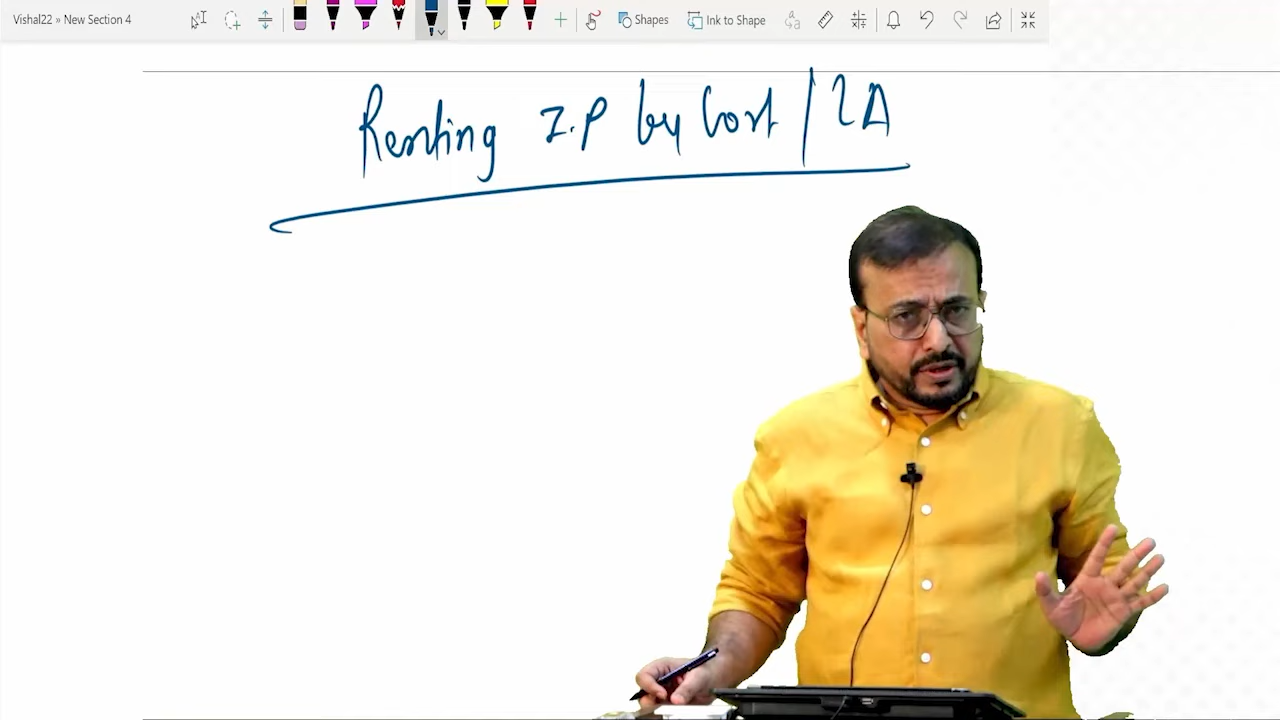 Vishal22 » New Section 4
Shapes
Ink to Shape
Renting I.P by Govt / LA